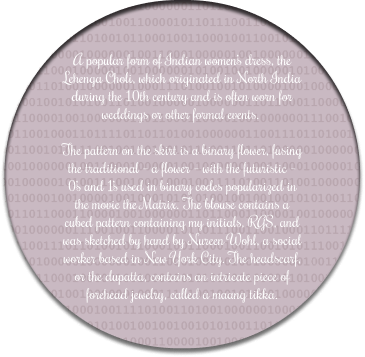 A popular form of Indian women's dress, the
Lehenga Choli, which originated in North India
during the 10th century and is often worn for
weddings or other formal events.
The pattern on the skirt is a binary flower, fusing
the traditional - a flower - with the futuristic -
0s and 1s used in binary codes popularized in
the movie the Matrix. The blouse contains a
cubed pattern containing my initials, RGS, and
was sketched by hand by Nureen Wohl, a social
worker based in New York City. The headscarf,
or the dupatta, contains an intricate piece of
forehead jewelry, called a maang tikka.